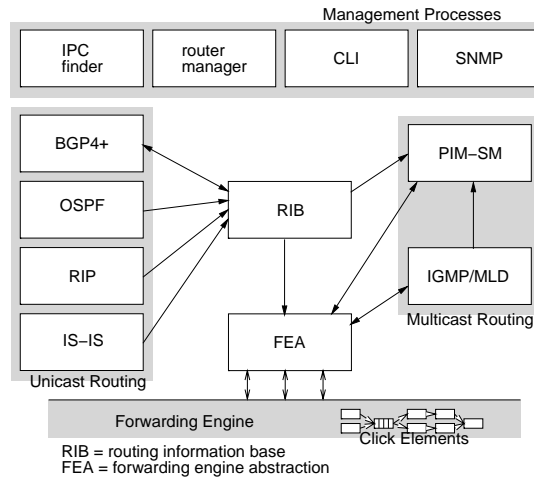 Management Processes
IPC
finder
router
manager
CLI
SNMP
BGP4+
OSPF
RIP
IS−IS
Unicast Routing
RIB
FEA
PIM−SM
IGMP/MLD
Multicast Routing
Forwarding Engine
Click Elements
RIB = routing information base
FEA = forwarding engine abstraction